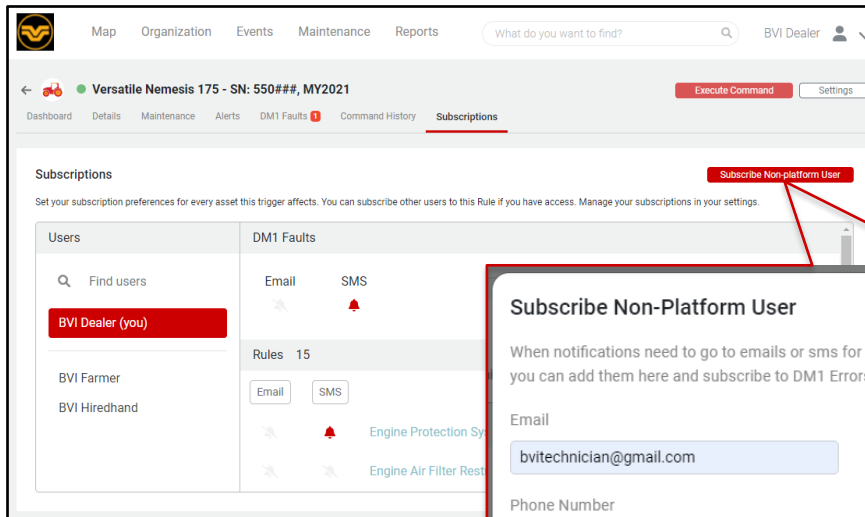 Map Organization Events Maintenance Reports What do you want to find? BVI Dealer
Versatile Nemesis 175 - SN: 550###, MY2021 Execute Command Settings
Dashboard Details Maintenance Alerts DM1 Faults 1 Command History Subscriptions
Subscriptions Subscribe Non-platform User
Set your subscription preferences for every asset this trigger affects. You can subscribe other users to this Rule if you have access. Manage your subscriptions in your settings.
Users DM1 Faults
Find users Email SMS
BVI Dealer (you)
Rules 15
BVI Farmer
BVI Hiredhand
Email SMS
Engine Protection Sy
Engine Air Filter Rest
Subscribe Non-Platform User
When notifications need to go to emails or sms for
you can add them here and subscribe to DM1 Errors
Email
bvitechnician@gmail.com
Phone Number